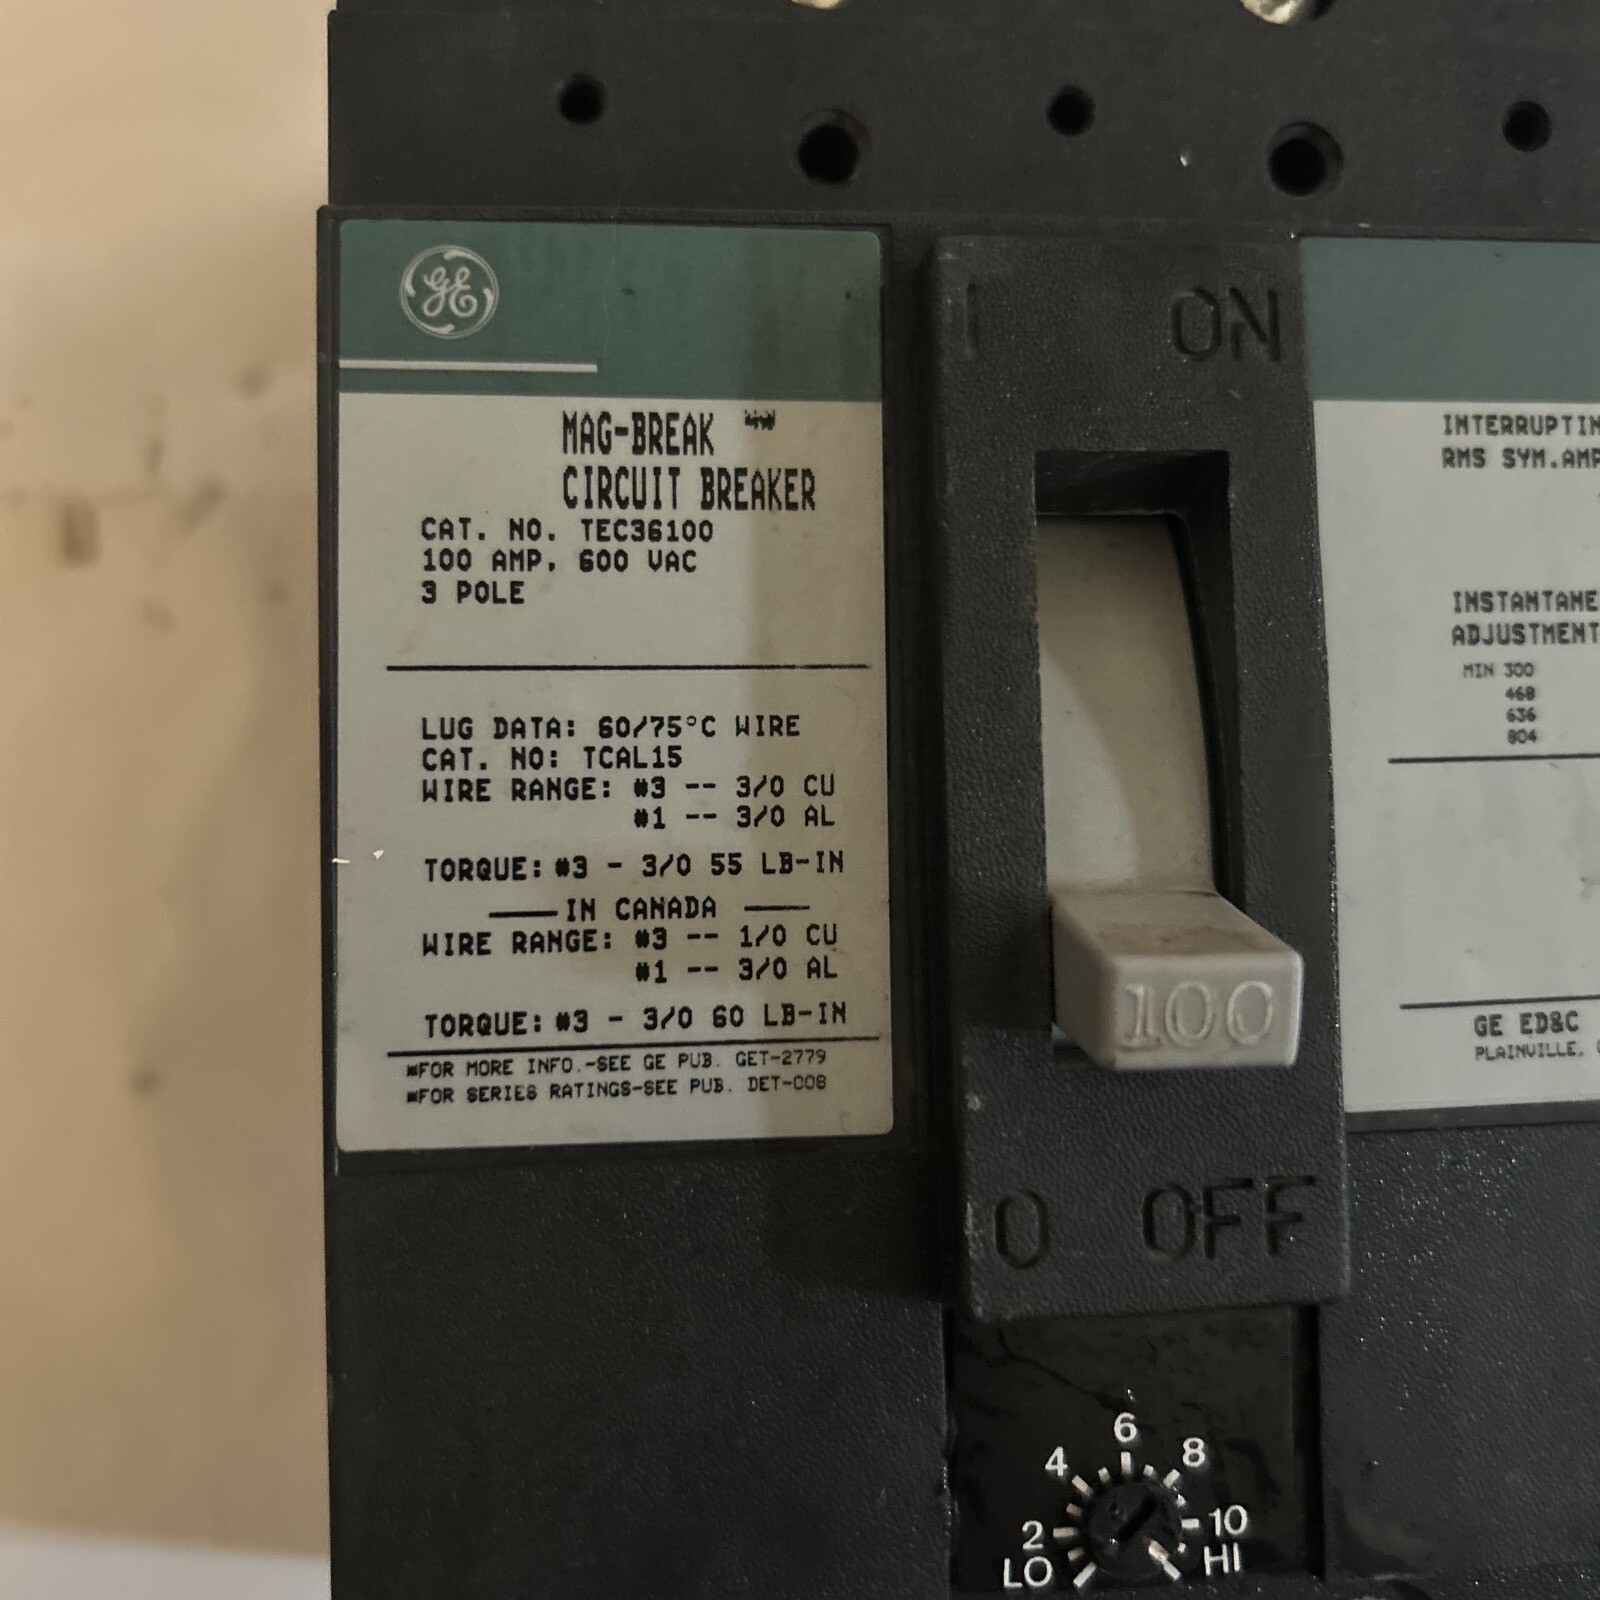 GE
MAG-BREAK
CIRCUIT BREAKER
CAT. NO. TEC36100
100 AMP. 600 VAC
3 POLE
LUG DATA: 60/75°C WIRE
CAT. NO: TCAL15
WIRE RANGE: #3 -- 3/0 CU
#1 -- 3/0 AL
TORQUE: #3 - 3/0 55 LB-IN
IN CANADA
WIRE RANGE: #3 -- 1/0 CU
#1 -- 3/0 AL
TORQUE: #3 - 3/0 60 LB-IN
*FOR MORE INFO.-SEE GE PUB. GET-2779
*FOR SERIES RATINGS-SEE PUB. DET-008
I ON
100
O OFF
INTERRUPTIN
RMS SYM.AMP
INSTANTANE
ADJUSTMENT
MIN 300
468
636
804
GE ED&C
PLAINVILLE,
LO 2 4 6 8 10 HI